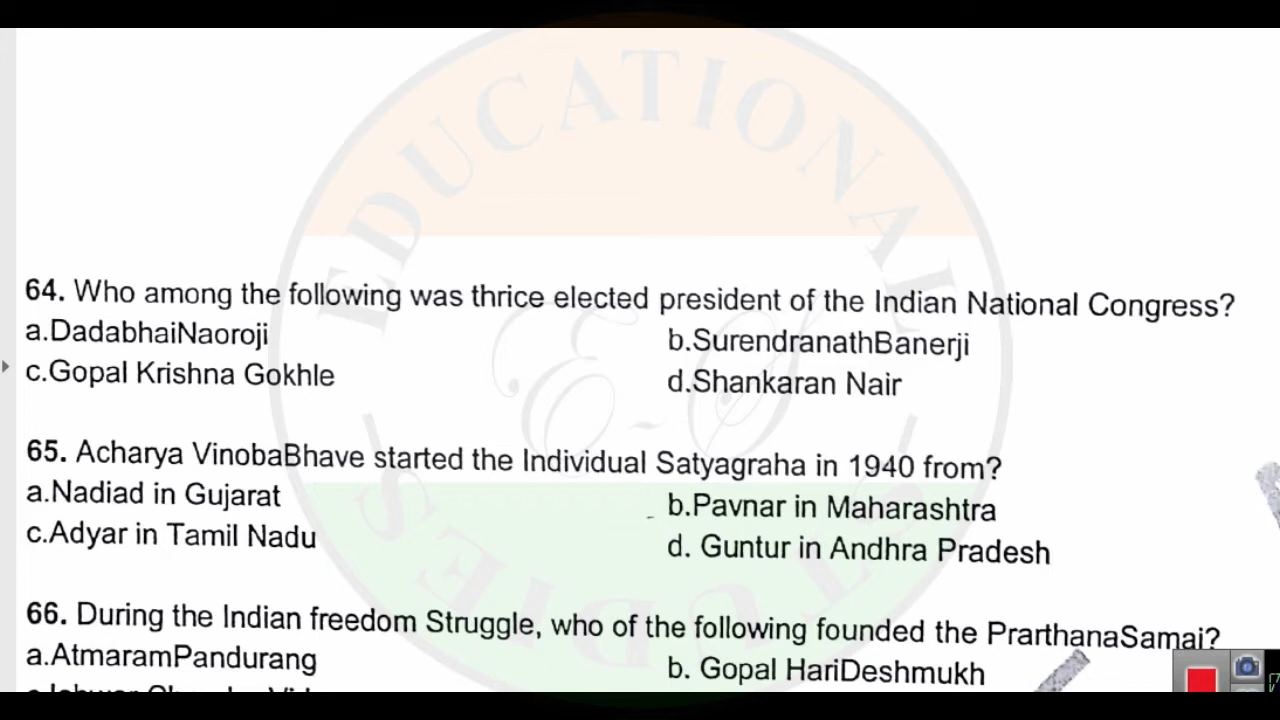 EDUCATIONAL
64. Who among the following was thrice elected president of the Indian National Congress?
a.DadabhaiNaoroji b.SurendranathBanerji
c.Gopal Krishna Gokhle d.Shankaran Nair
65. Acharya VinobaBhave started the Individual Satyagraha in 1940 from?
a.Nadiad in Gujarat b.Pavnar in Maharashtra
c.Adyar in Tamil Nadu d. Guntur in Andhra Pradesh
66. During the Indian freedom Struggle, who of the following founded the PrarthanaSamaj?
a.AtmaramPandurang b. Gopal HariDeshmukh
STUDIES
E-S